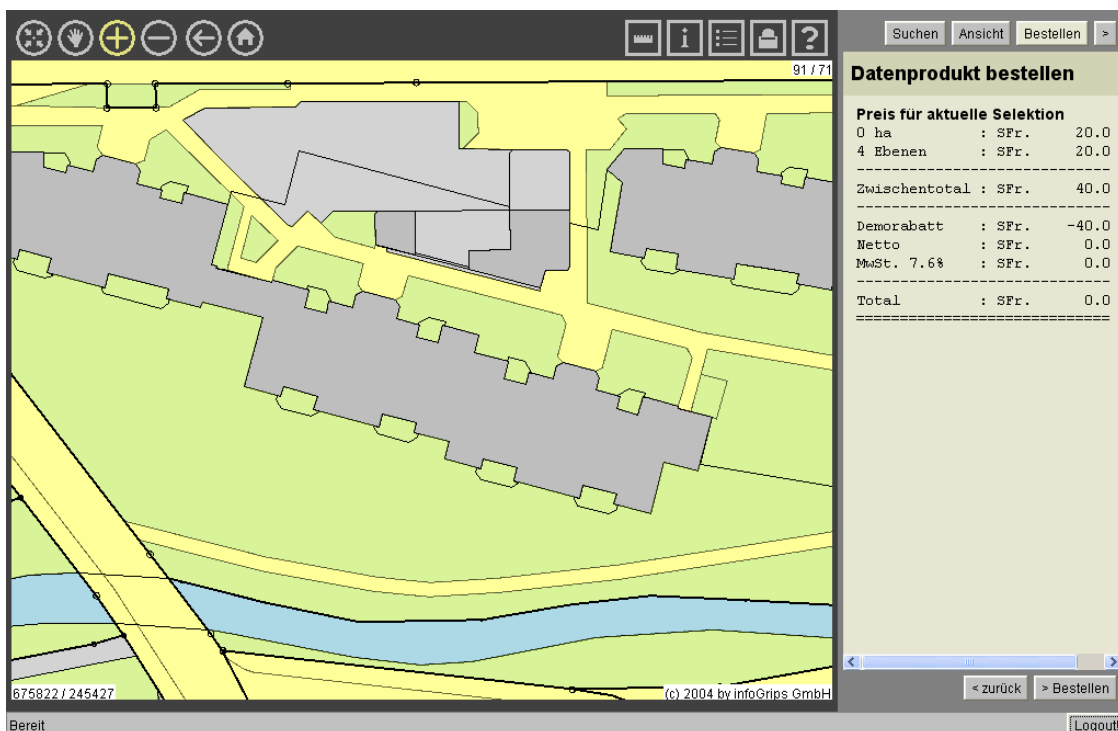 Suchen Ansicht Bestellen >
91 / 71
Datenprodukt bestellen
Preis für aktuelle Selektion
0 ha : SFr. 20.0
4 Ebenen : SFr. 20.0
-----------------------------
Zwischentotal : SFr. 40.0
-----------------------------
Demorabatt : SFr. -40.0
Netto : SFr. 0.0
MwSt. 7.6% : SFr. 0.0
-----------------------------
Total : SFr. 0.0
=============================
675822 / 245427
(c) 2004 by infoGrips GmbH
< zurück > Bestellen
Bereit
Logout!